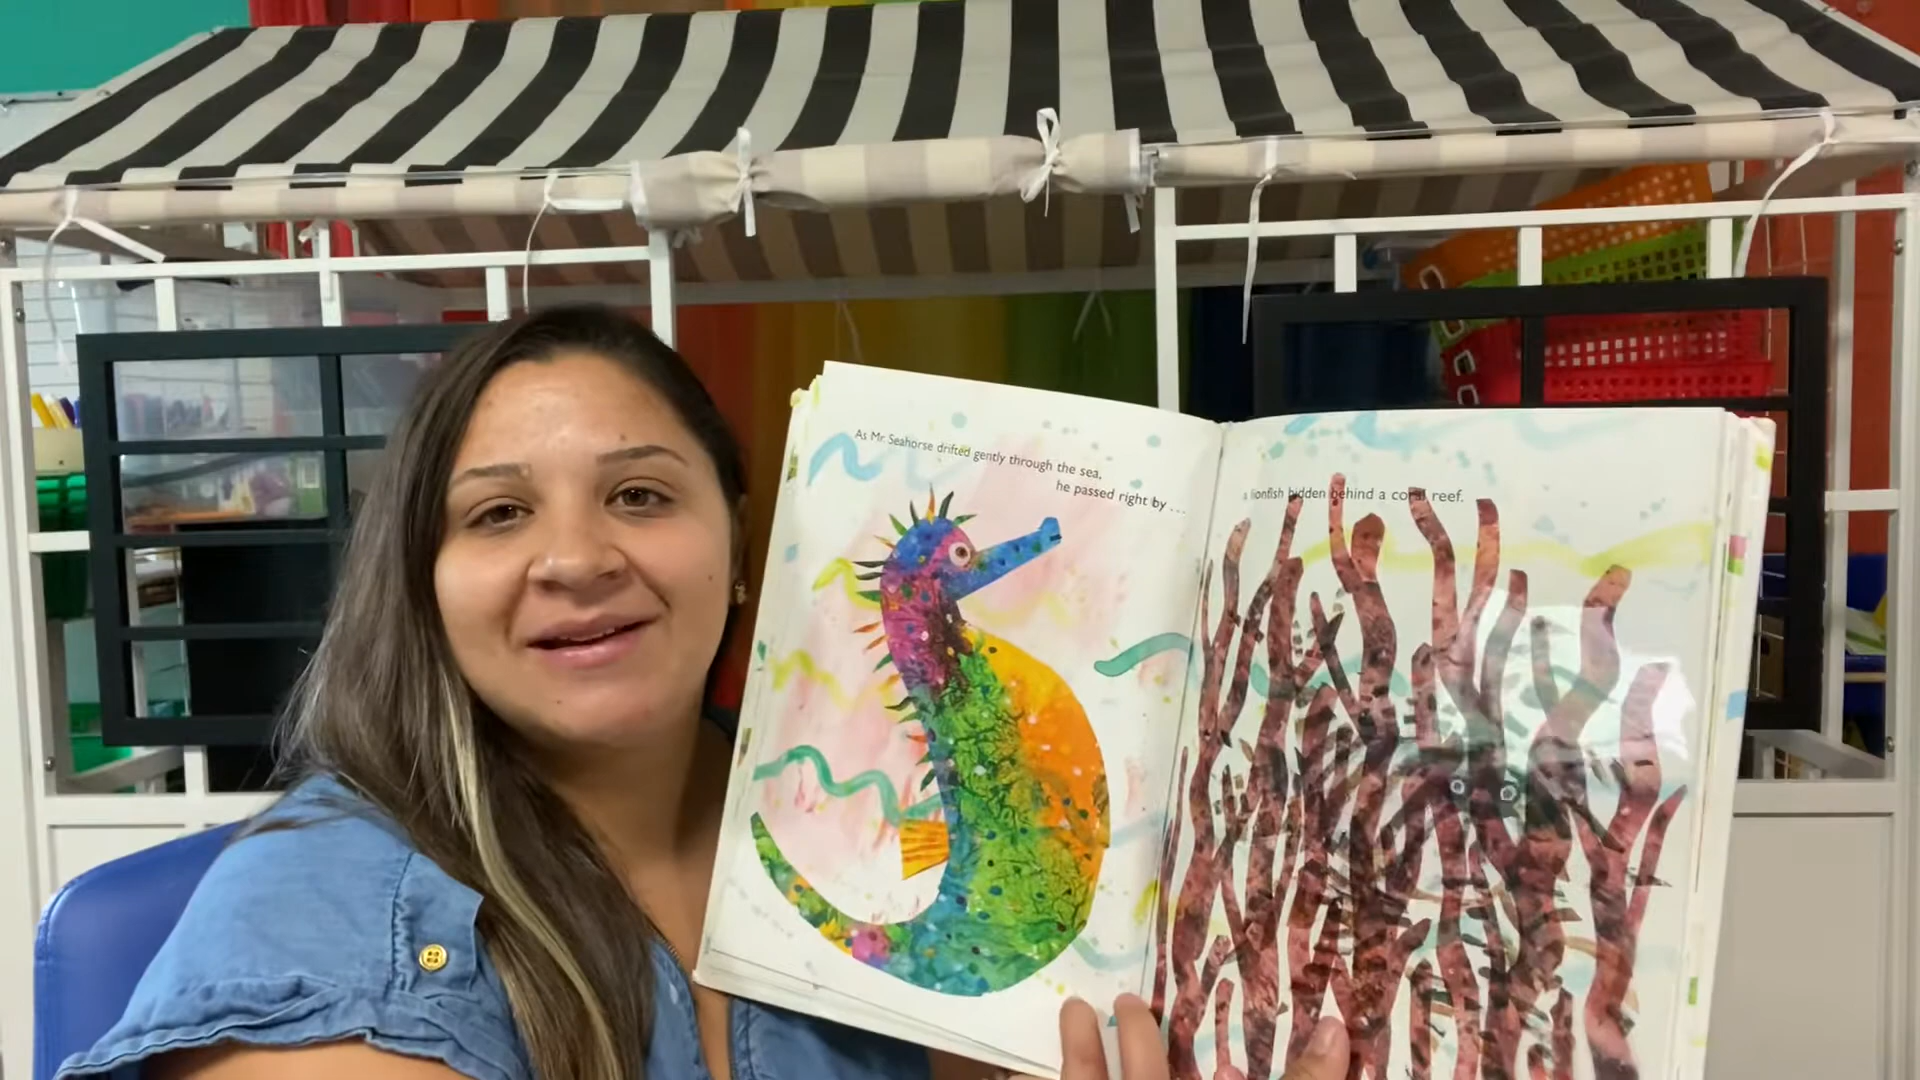 As Mr. Seahorse drifted gently through the sea,
he passed right by . . .
a lionfish hidden behind a coral reef.